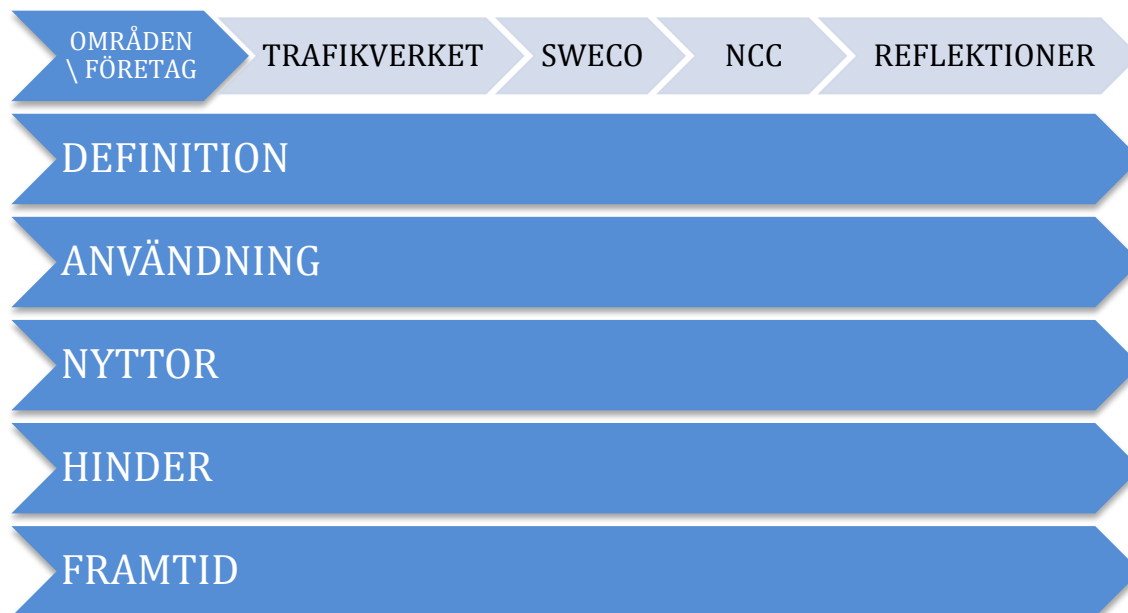 OMRÅDEN
\ FÖRETAG
TRAFIKVERKET
SWECO
NCC
REFLEKTIONER
DEFINITION
ANVÄNDNING
NYTTOR
HINDER
FRAMTID